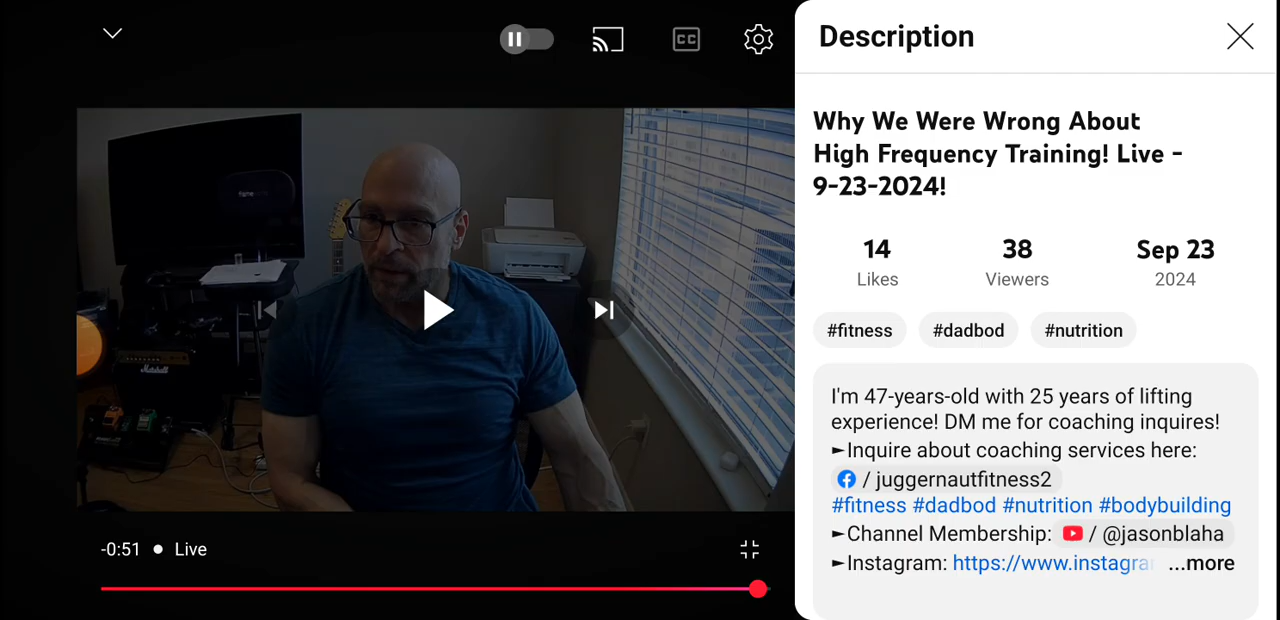 CC
Description
Why We Were Wrong About
High Frequency Training! Live -
9-23-2024!
14
38
Sep 23
Likes
Viewers
2024
#fitness
#dadbod
#nutrition
I'm 47-years-old with 25 years of lifting
experience! DM me for coaching inquires!
►Inquire about coaching services here:
/ juggernautfitness2
#fitness #dadbod #nutrition #bodybuilding
►Channel Membership: / @jasonblaha
►Instagram: https://www.instagra ...more
Marshall
-0:51 • Live